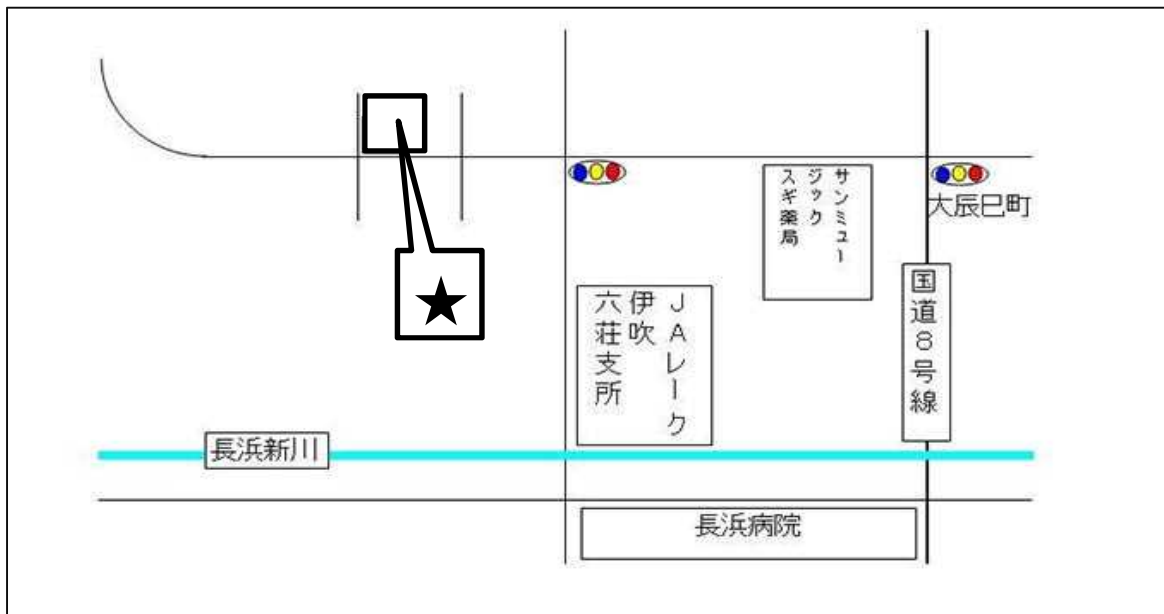 大辰巳町
サンミュー
ジック
スギ薬局
国道8号線
JAレーク
伊吹
六荘支所
長浜新川
長浜病院